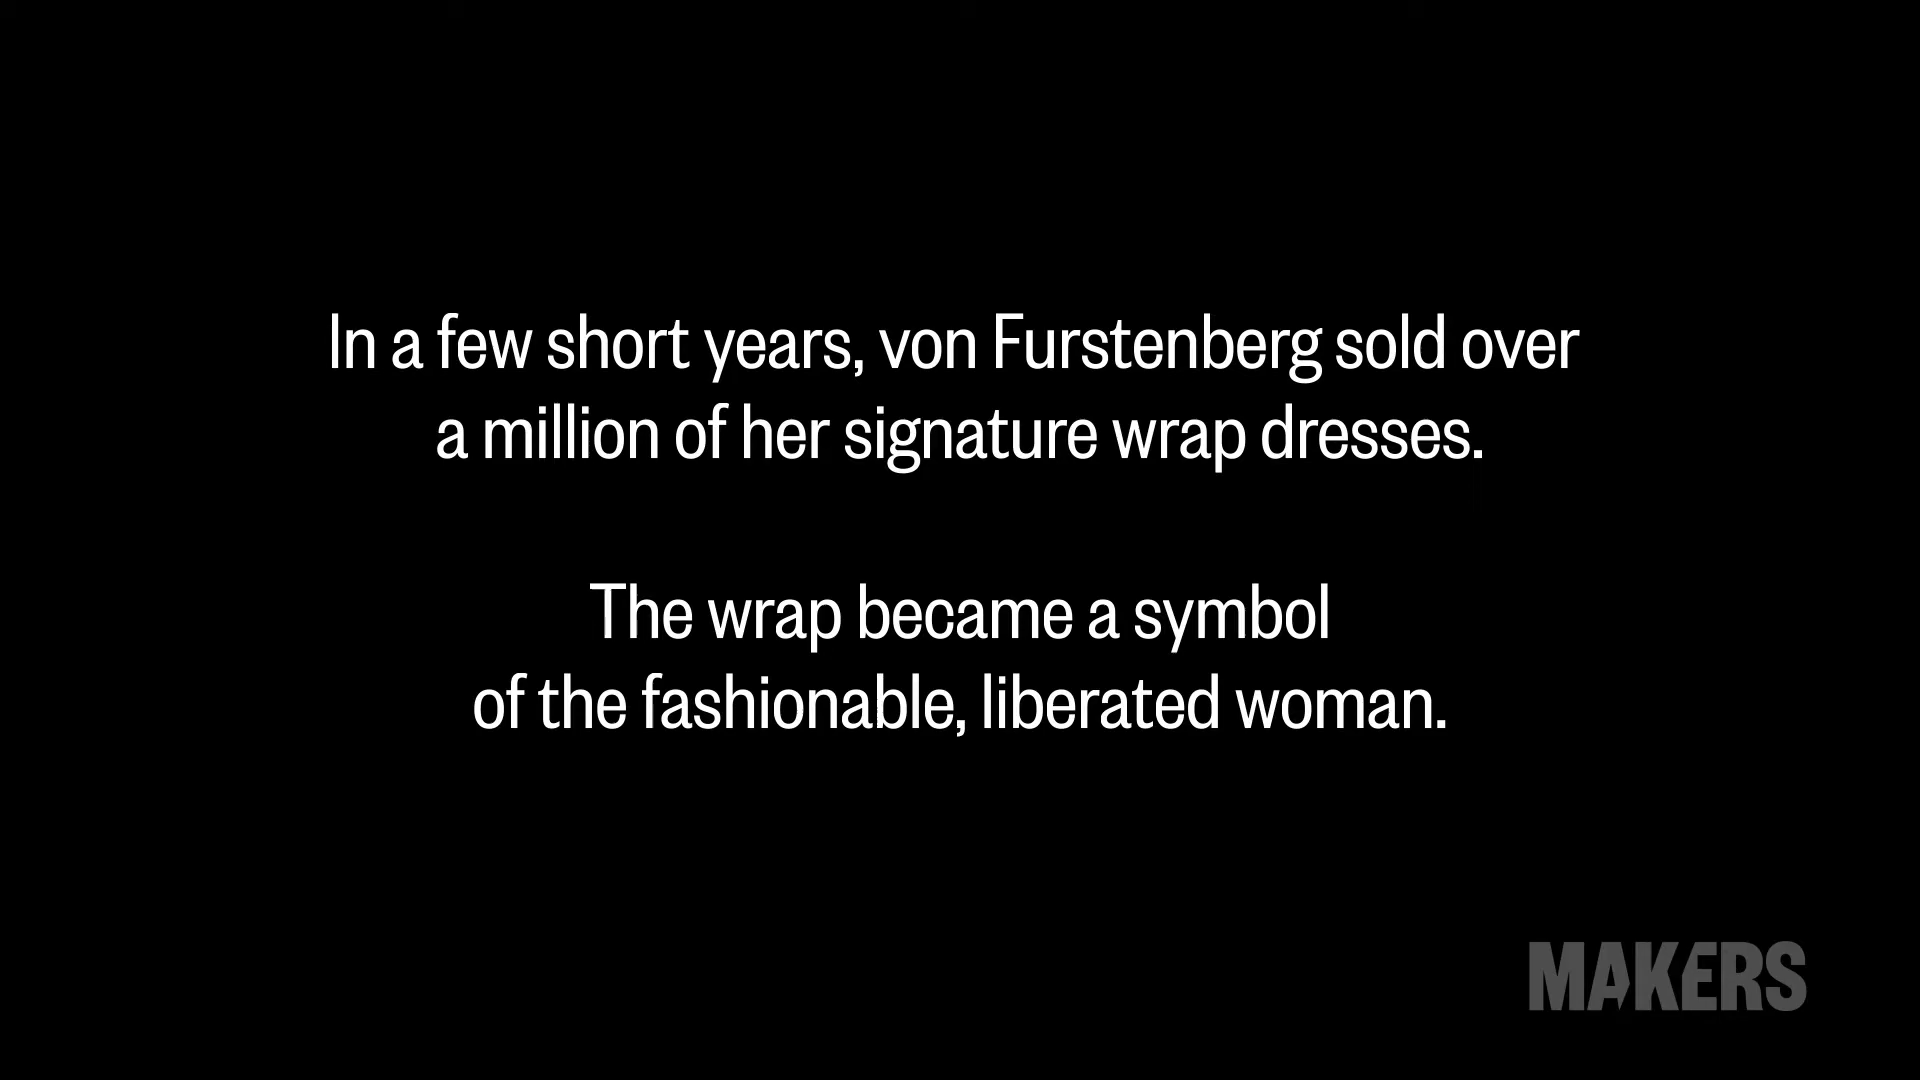 In a few short years, von Furstenberg sold over
a million of her signature wrap dresses.
The wrap became a symbol
of the fashionable, liberated woman.
MAKERS